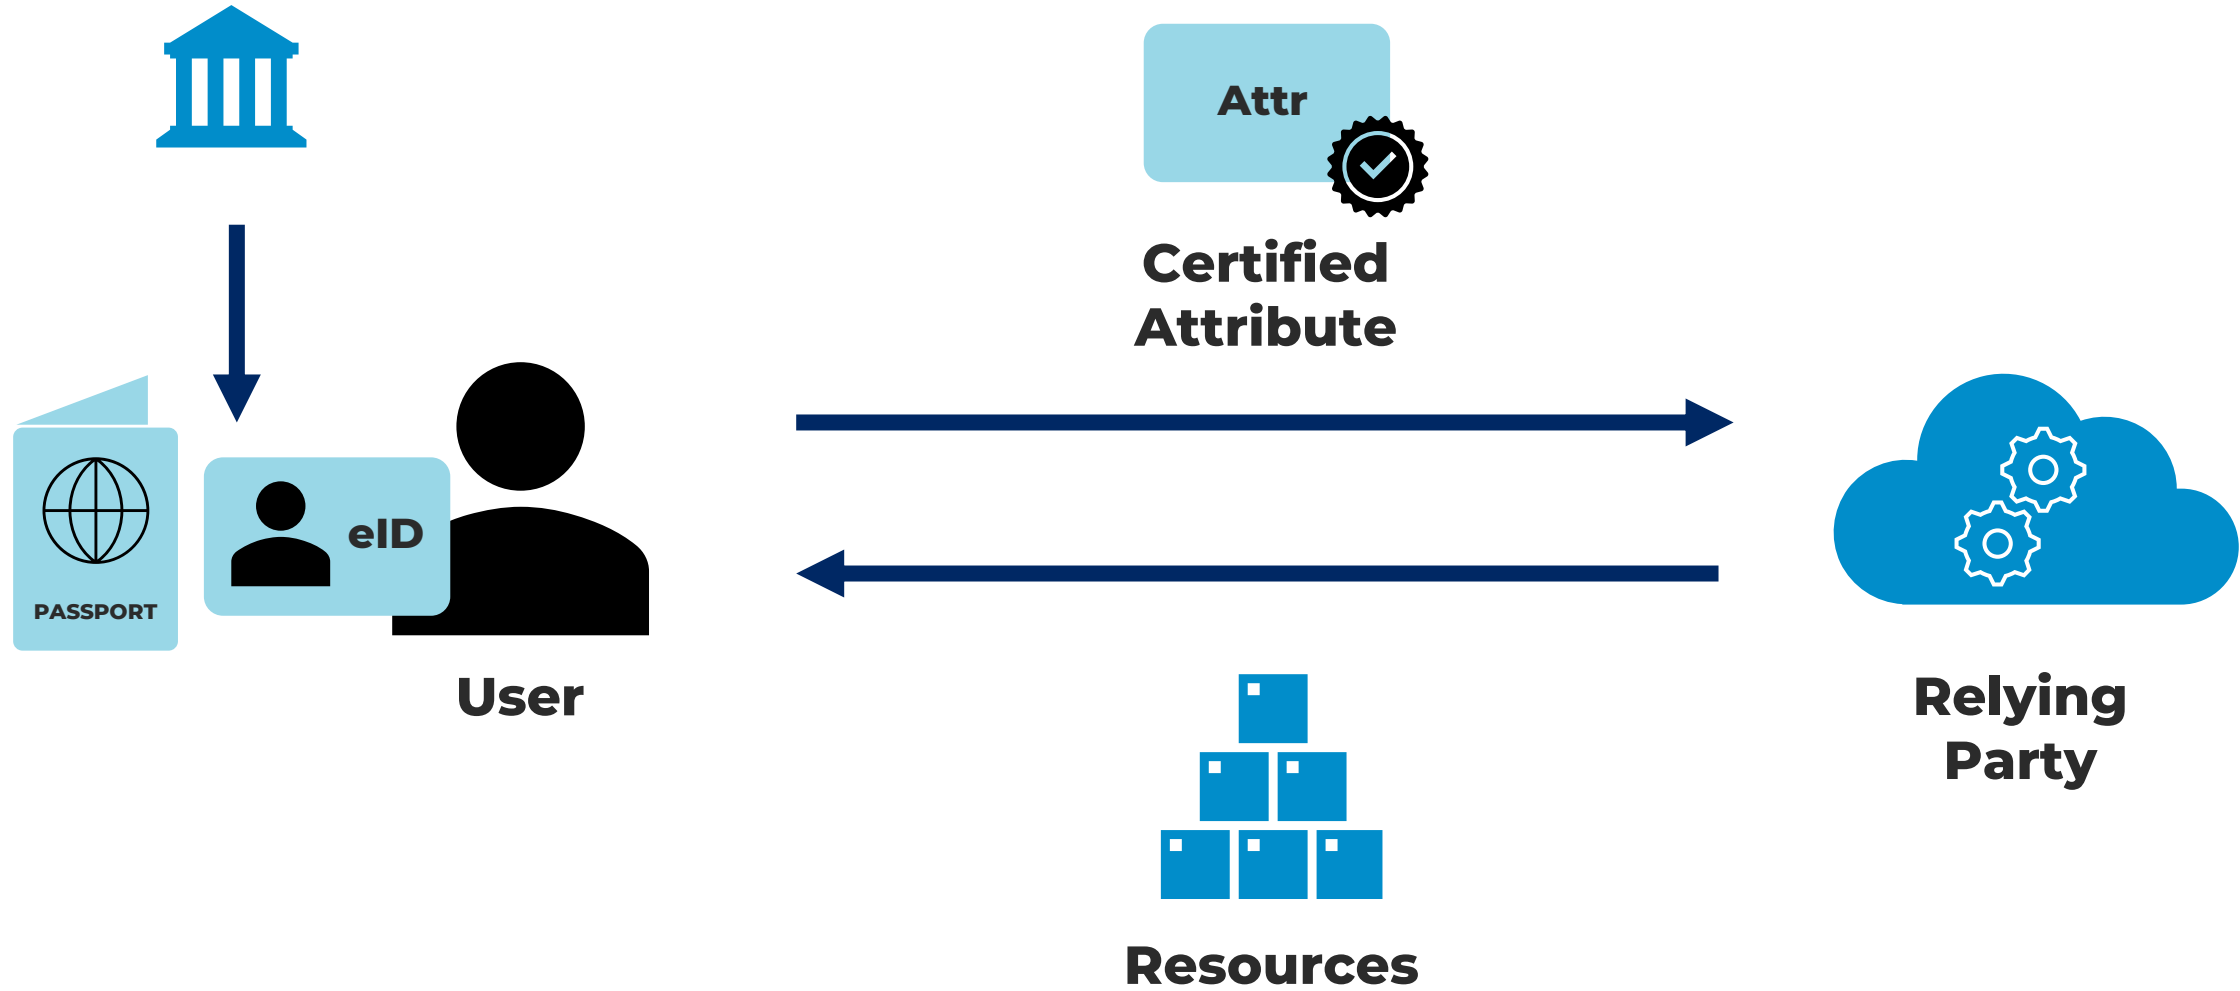 Attr
Certified
Attribute
eID
PASSPORT
User
Relying
Party
Resources